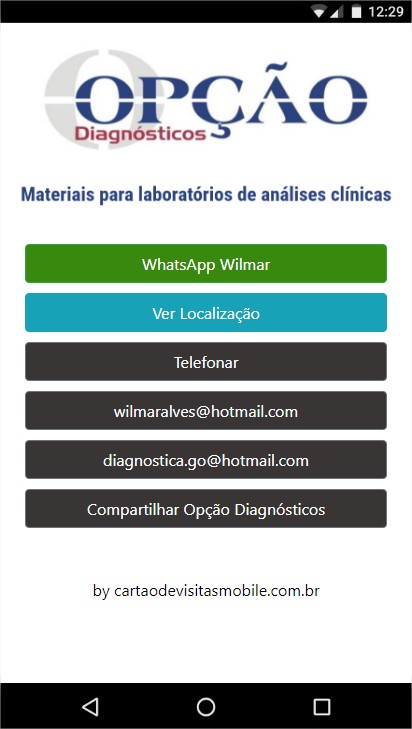 12:29
OPÇÃO
Diagnósticos
Materiais para laboratórios de análises clínicas
WhatsApp Wilmar
Ver Localização
Telefonar
wilmaralves@hotmail.com
diagnostica.go@hotmail.com
Compartilhar Opção Diagnósticos
by cartaodevisitasmobile.com.br